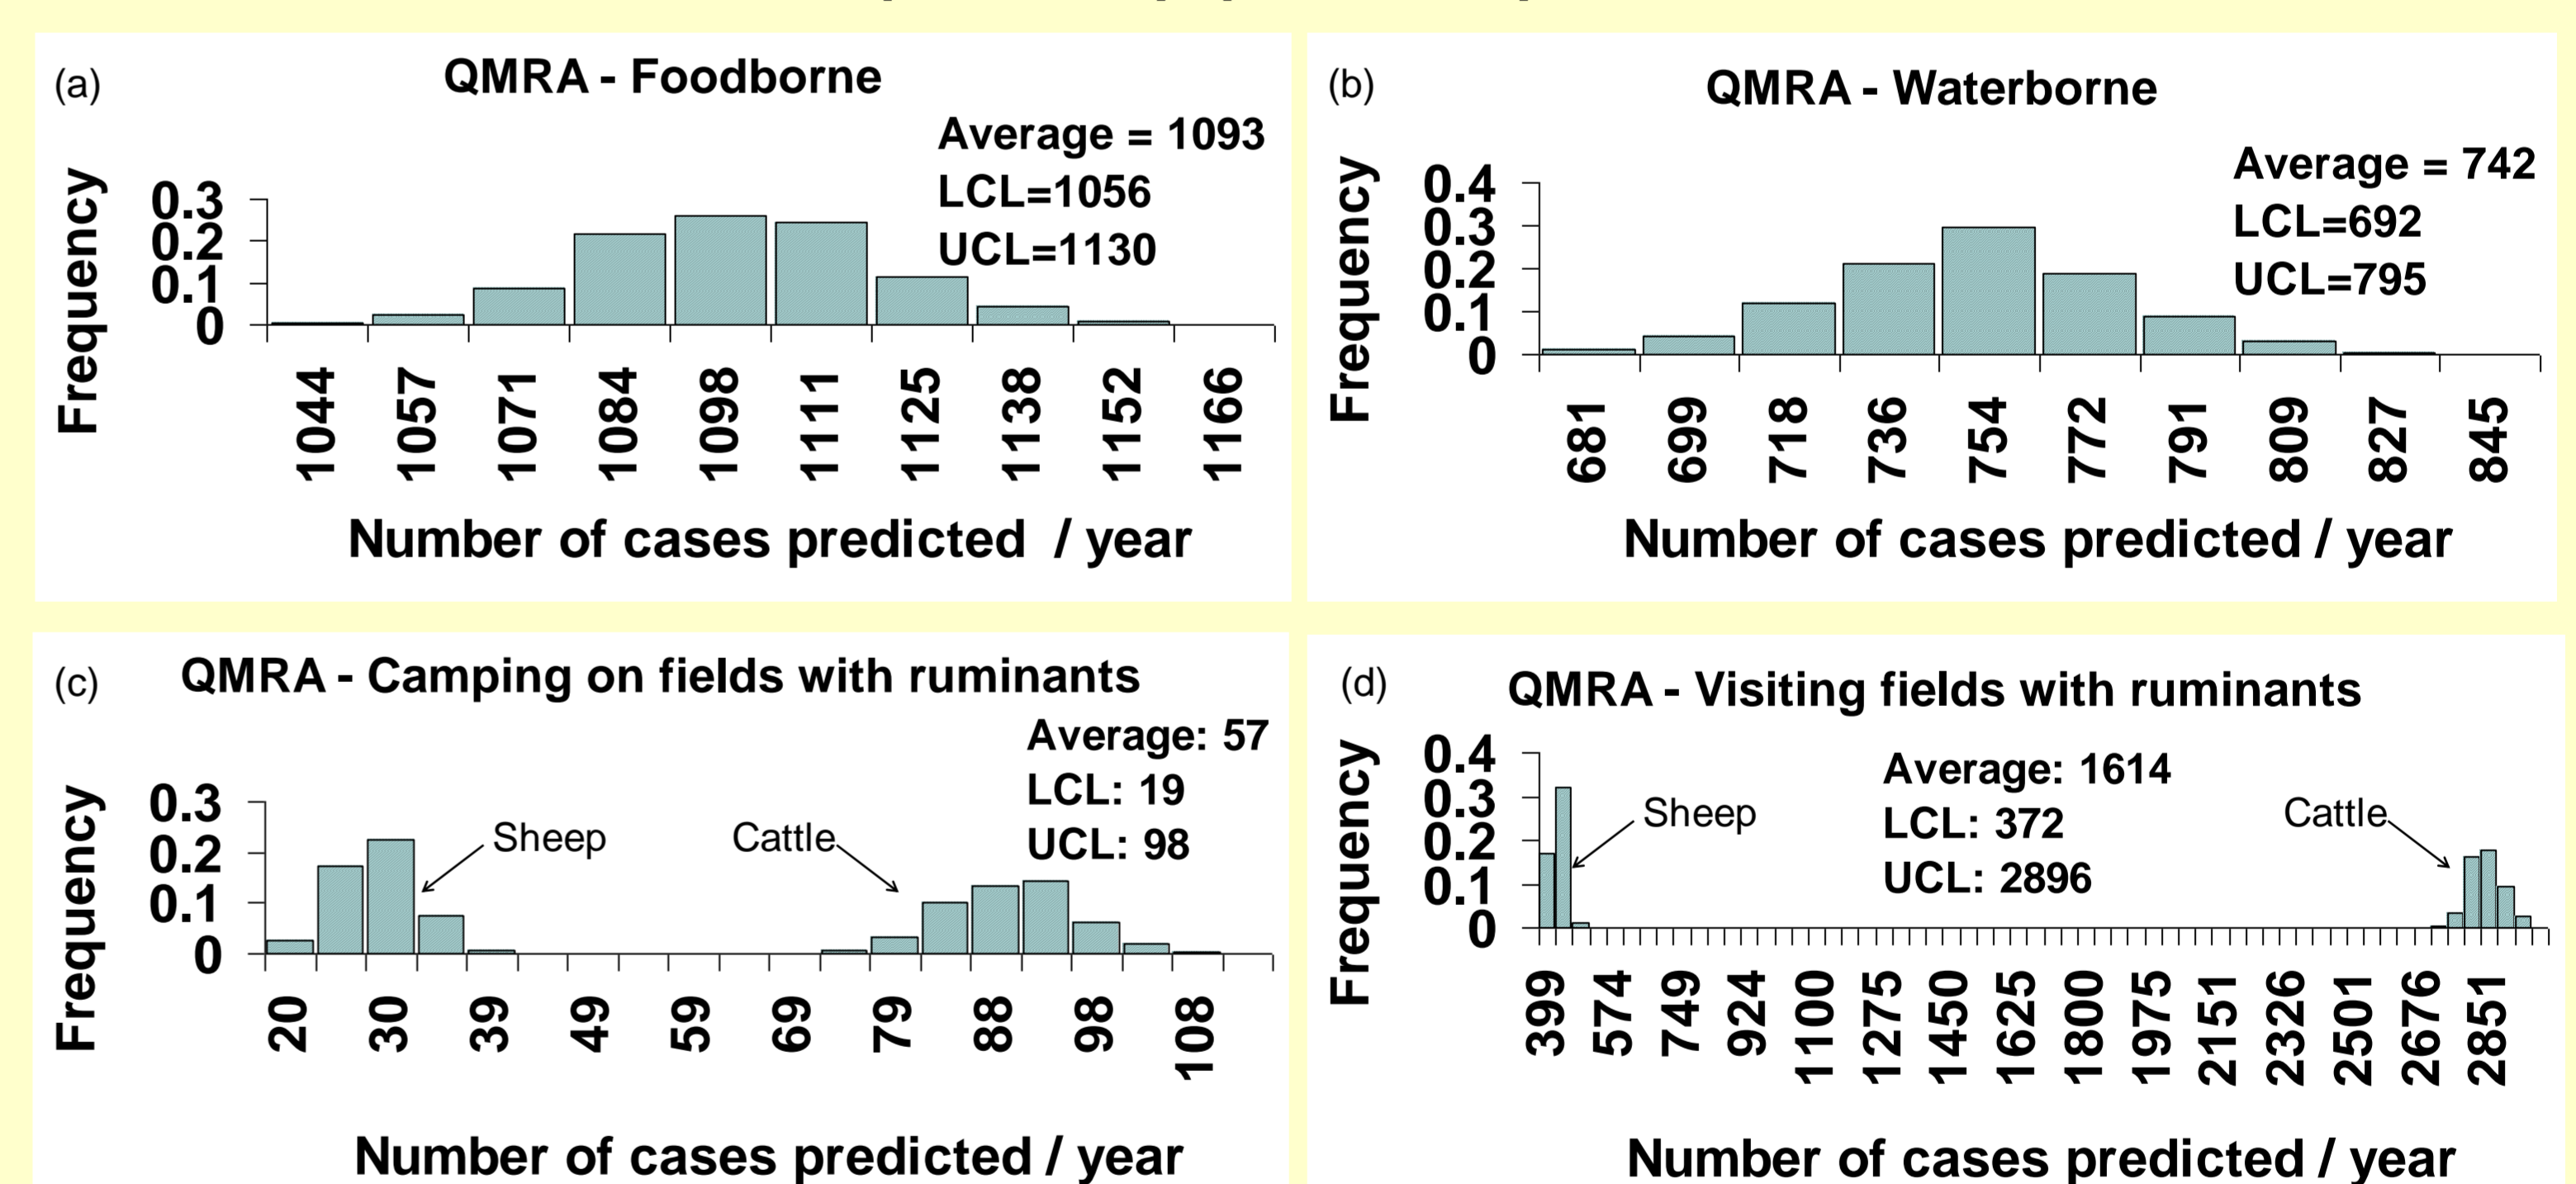 (a)
QMRA - Foodborne
Average = 1093
LCL=1056
UCL=1130
Frequency
0.3
0.2
0.1
0
1044 1057 1071 1084 1098 1111 1125 1138 1152 1166
Number of cases predicted / year
(b)
QMRA - Waterborne
Average = 742
LCL=692
UCL=795
Frequency
0.4
0.3
0.2
0.1
0
681 699 718 736 754 772 791 809 827 845
Number of cases predicted / year
(c)
QMRA - Camping on fields with ruminants
Average: 57
LCL: 19
UCL: 98
Sheep
Cattle
Frequency
0.3
0.2
0.1
0
20 30 39 49 59 69 79 88 98 108
Number of cases predicted / year
(d)
QMRA - Visiting fields with ruminants
Average: 1614
LCL: 372
UCL: 2896
Sheep
Cattle
Frequency
0.4
0.3
0.2
0.1
0
399 574 749 924 1100 1275 1450 1625 1800 1975 2151 2326 2501 2676 2851
Number of cases predicted / year